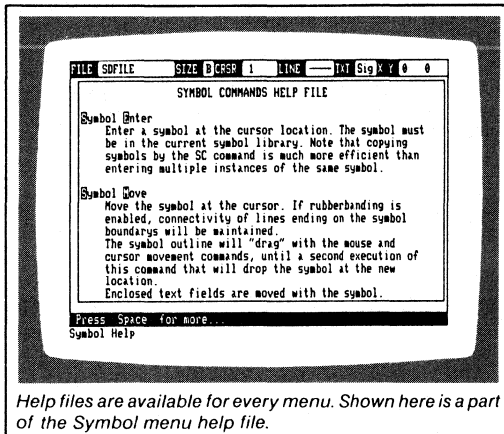 FILE SDFILE SIZE B CRSR 1 LINE —— TXT Sig X Y 0 0
SYMBOL COMMANDS HELP FILE
Symbol Enter
Enter a symbol at the cursor location. The symbol must
be in the current symbol library. Note that copying
symbols by the SC command is much more efficient than
entering multiple instances of the same symbol.
Symbol Move
Move the symbol at the cursor. If rubberbanding is
enabled, connectivity of lines ending on the symbol
boundarys will be maintained.
The symbol outline will "drag" with the mouse and
cursor movement commands, until a second execution of
this command that will drop the symbol at the new
location.
Enclosed text fields are moved with the symbol.
Press Space for more...
Symbol Help
Help files are available for every menu. Shown here is a part
of the Symbol menu help file.